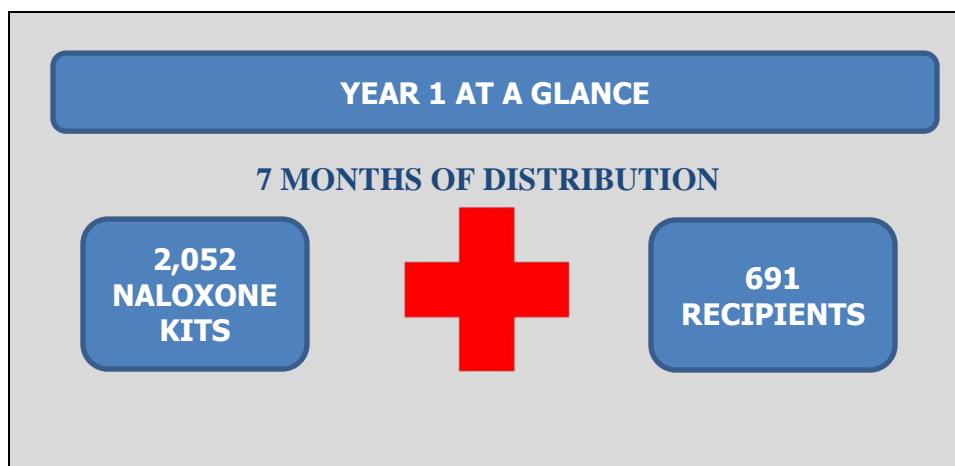 YEAR 1 AT A GLANCE
7 MONTHS OF DISTRIBUTION
2,052
NALOXONE
KITS
691
RECIPIENTS